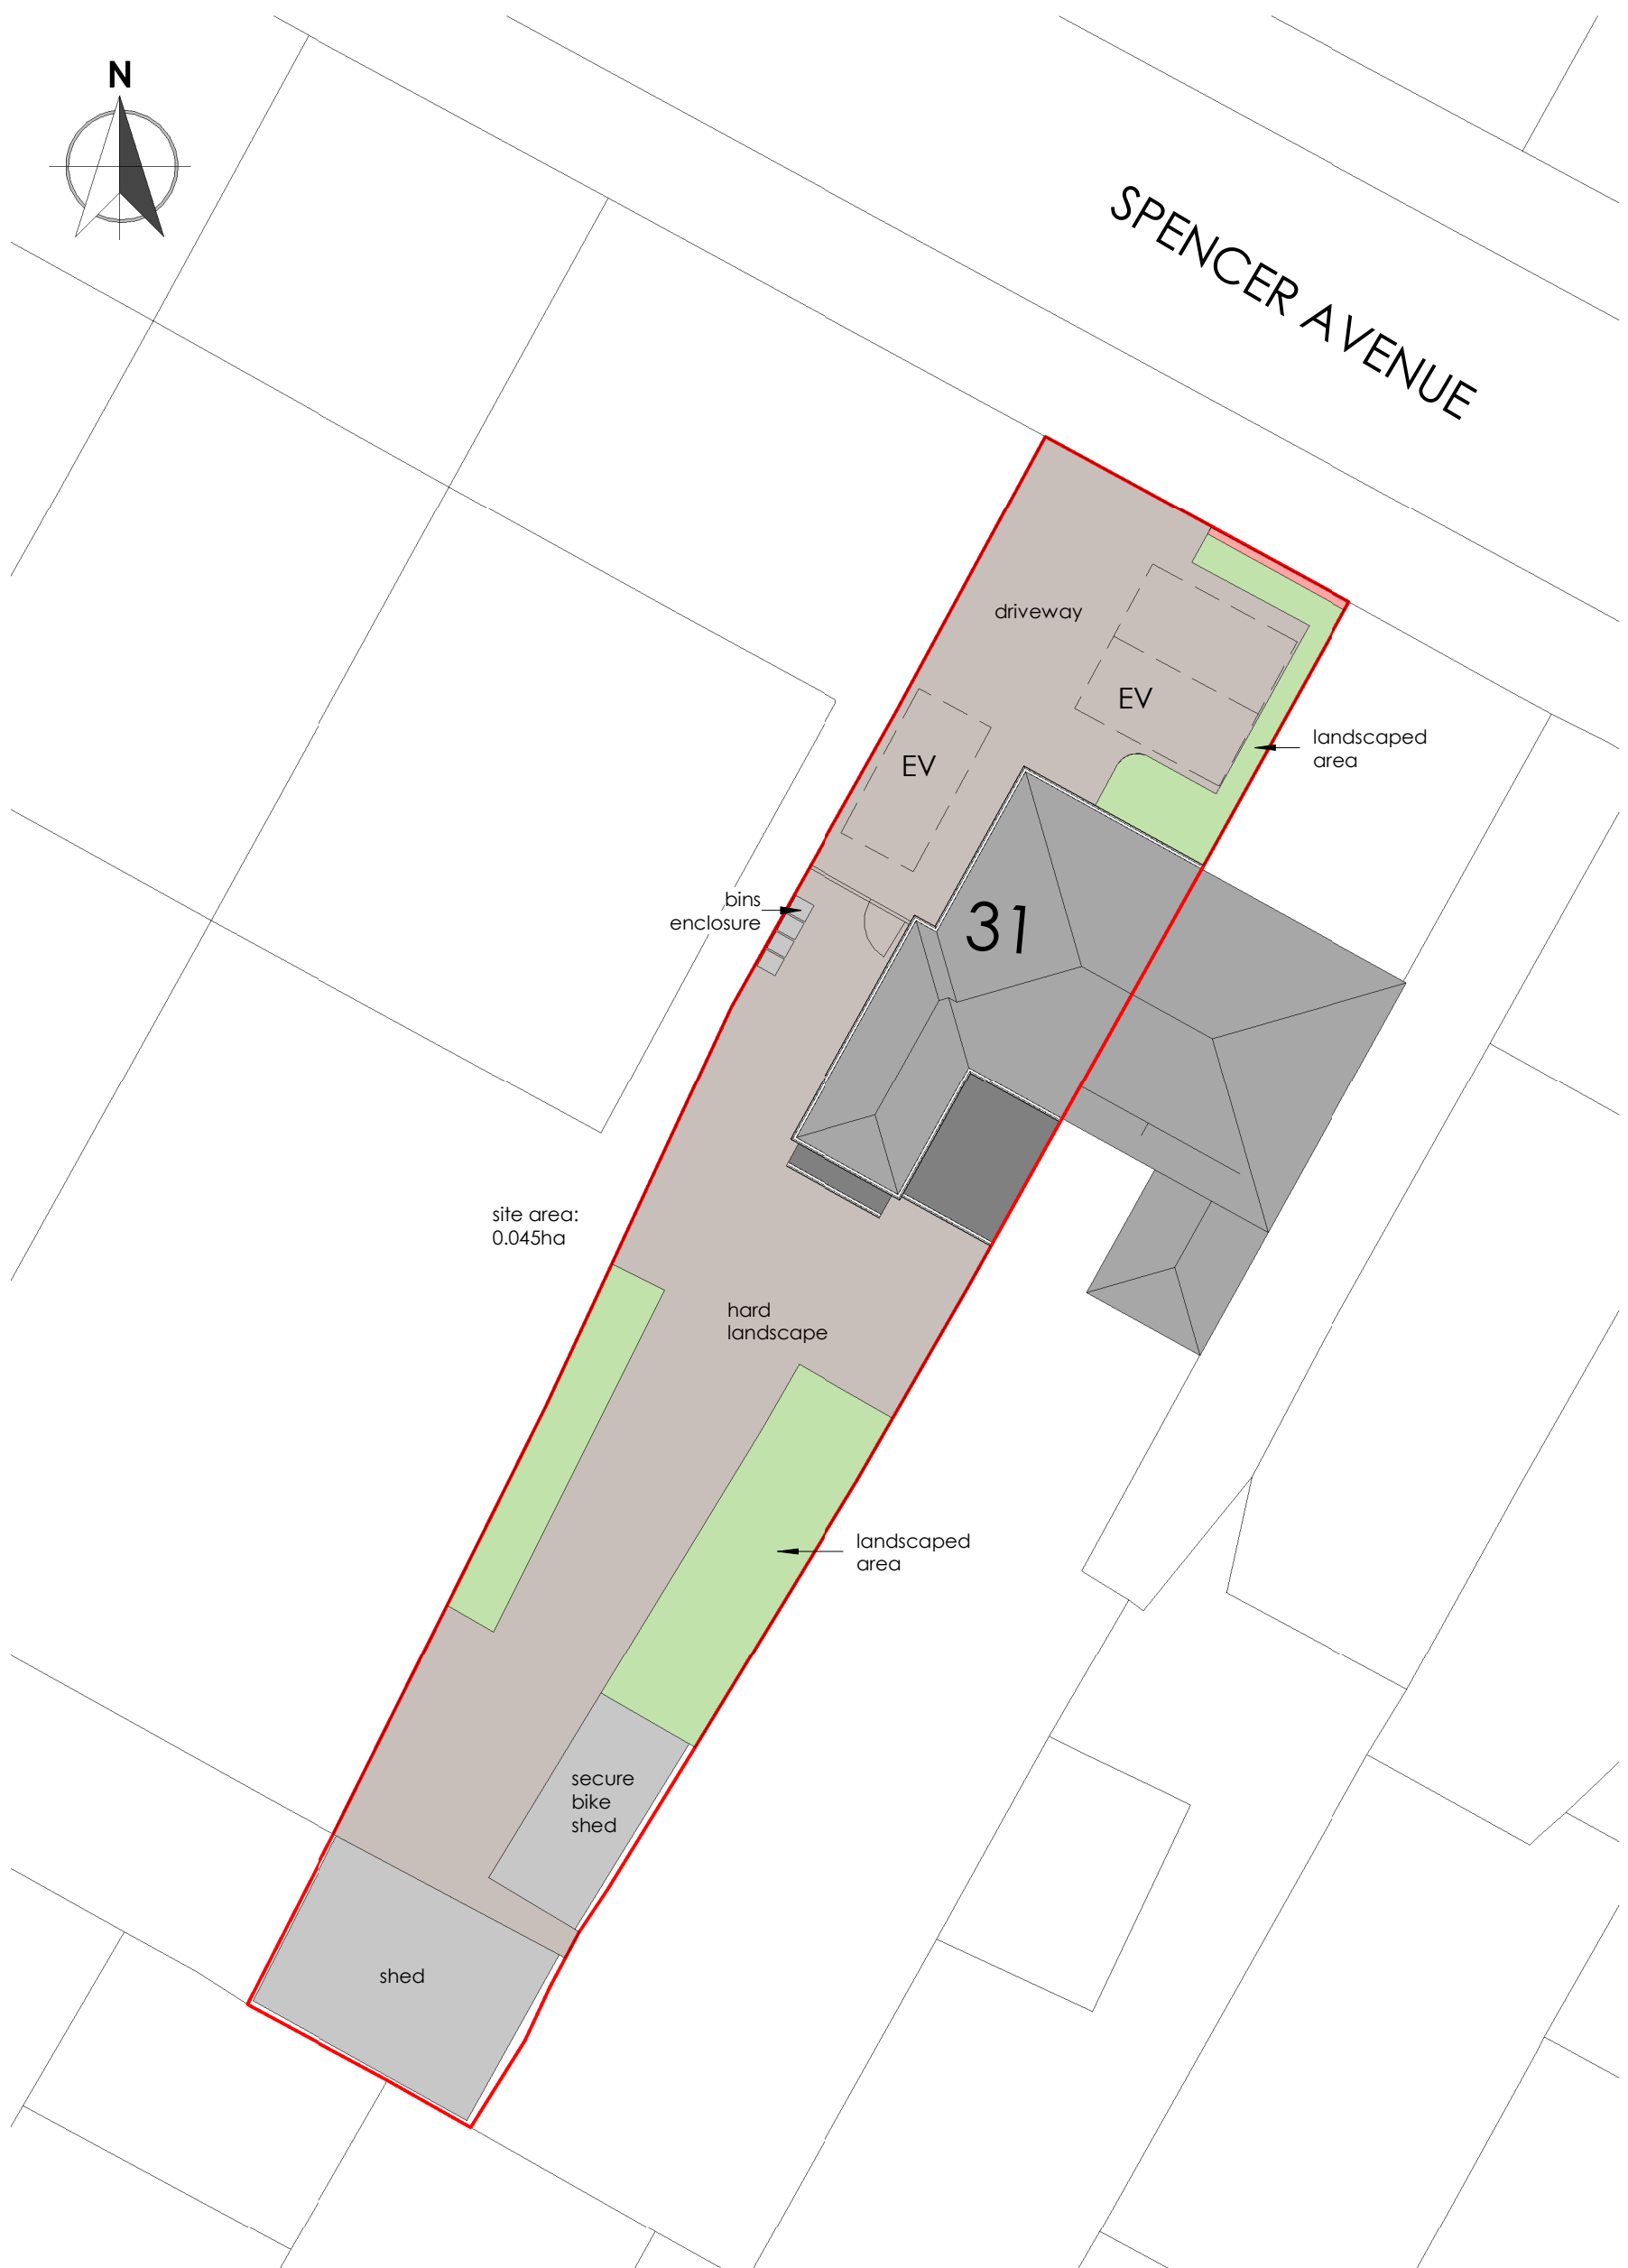 N
SPENCER AVENUE
driveway
EV
EV
landscaped
area
bins
enclosure
31
site area:
0.045ha
hard
landscape
landscaped
area
secure
bike
shed
shed